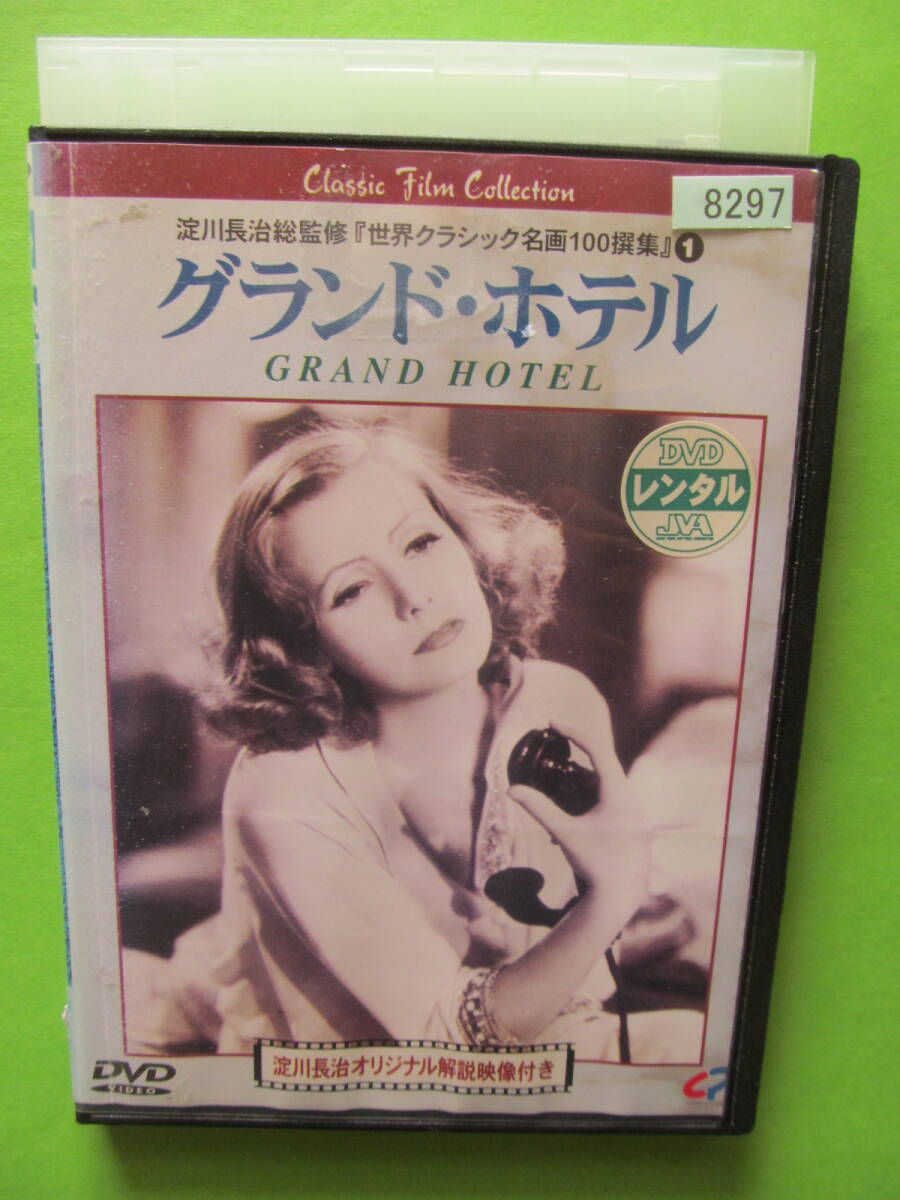 Classic Film Collection
8297
淀川長治総監修『世界クラシック名画100撰集』1
グランド・ホテル
GRAND HOTEL
DVD
レンタル
JVA
淀川長治オリジナル解説映像付き
DVD
VIDEO